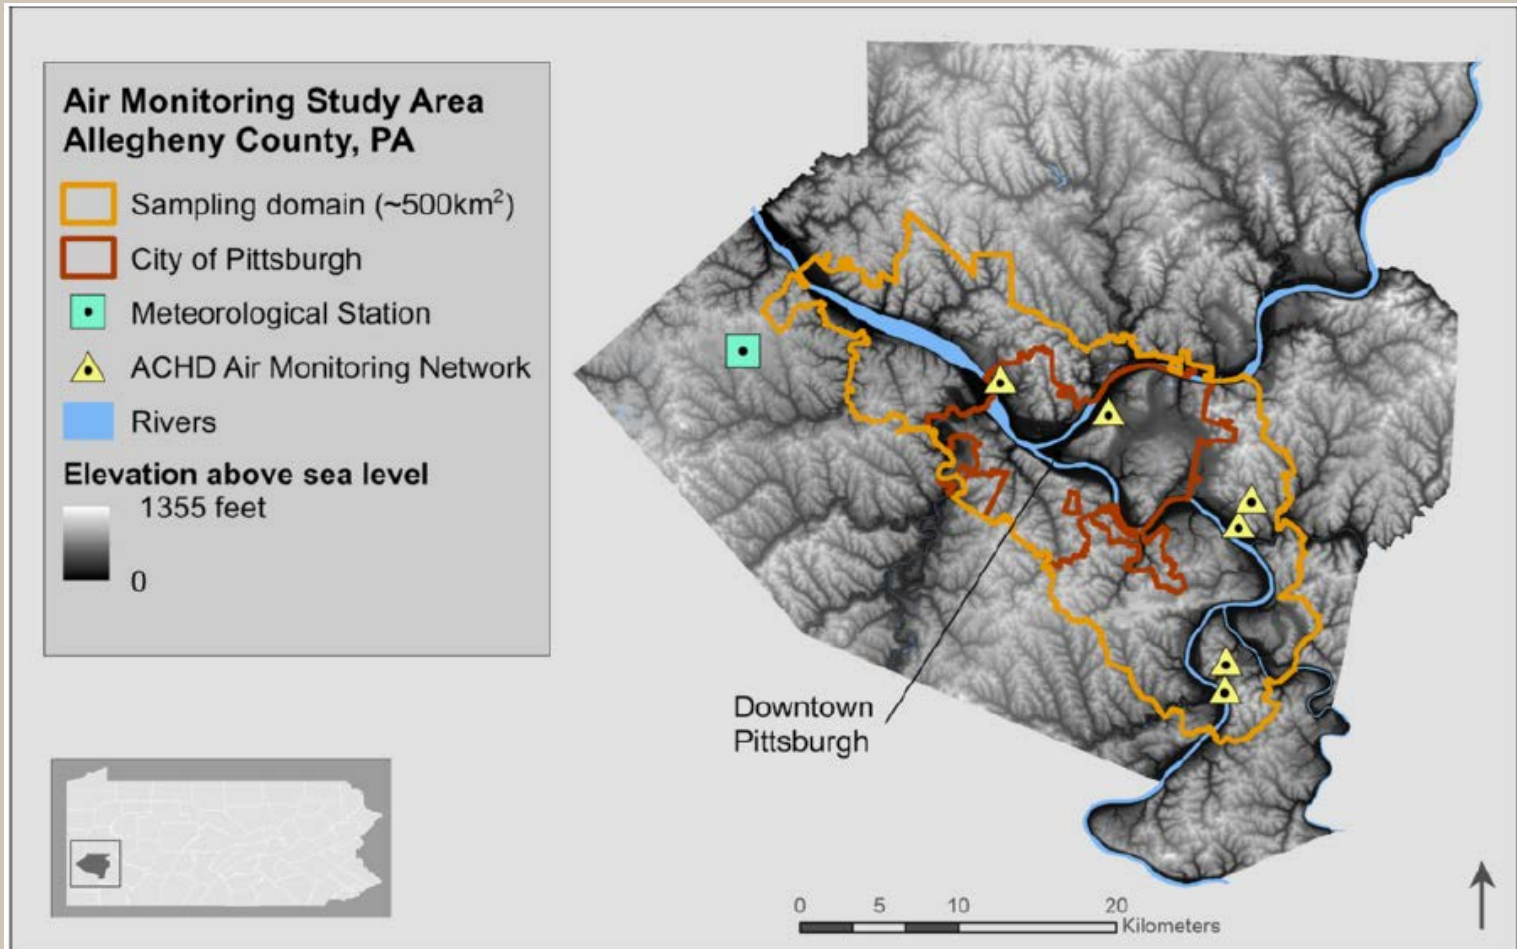 Air Monitoring Study Area
Allegheny County, PA
Sampling domain (~500km²)
City of Pittsburgh
Meteorological Station
ACHD Air Monitoring Network
Rivers
Elevation above sea level
1355 feet
0
Downtown
Pittsburgh
0 5 10 20
Kilometers